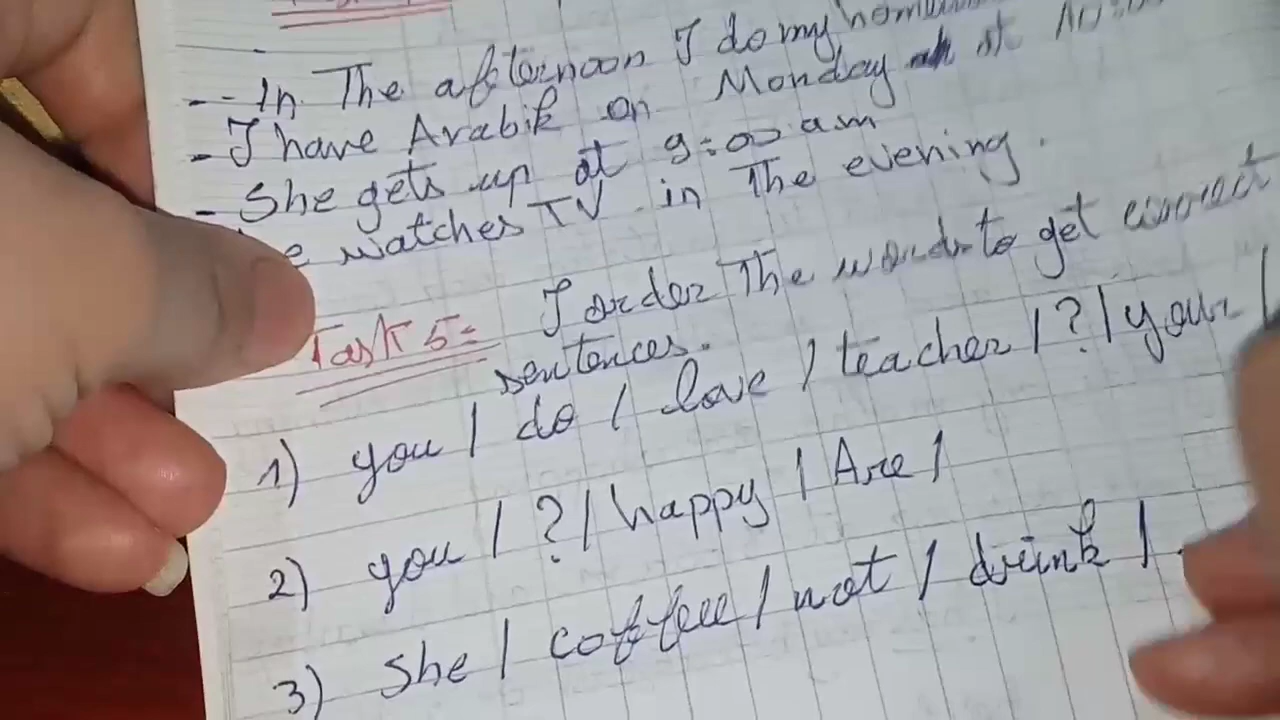 - In The afternoon I do my
- I have Arabik on Monday at
- She gets up at 9:00 am
watches TV in The evening.
Task 5: I order The words to get correct
sentences.
1) you / do / love / teacher / ? / your /
2) you / ? / happy / Are /
3) She / coffee / not / drink / .